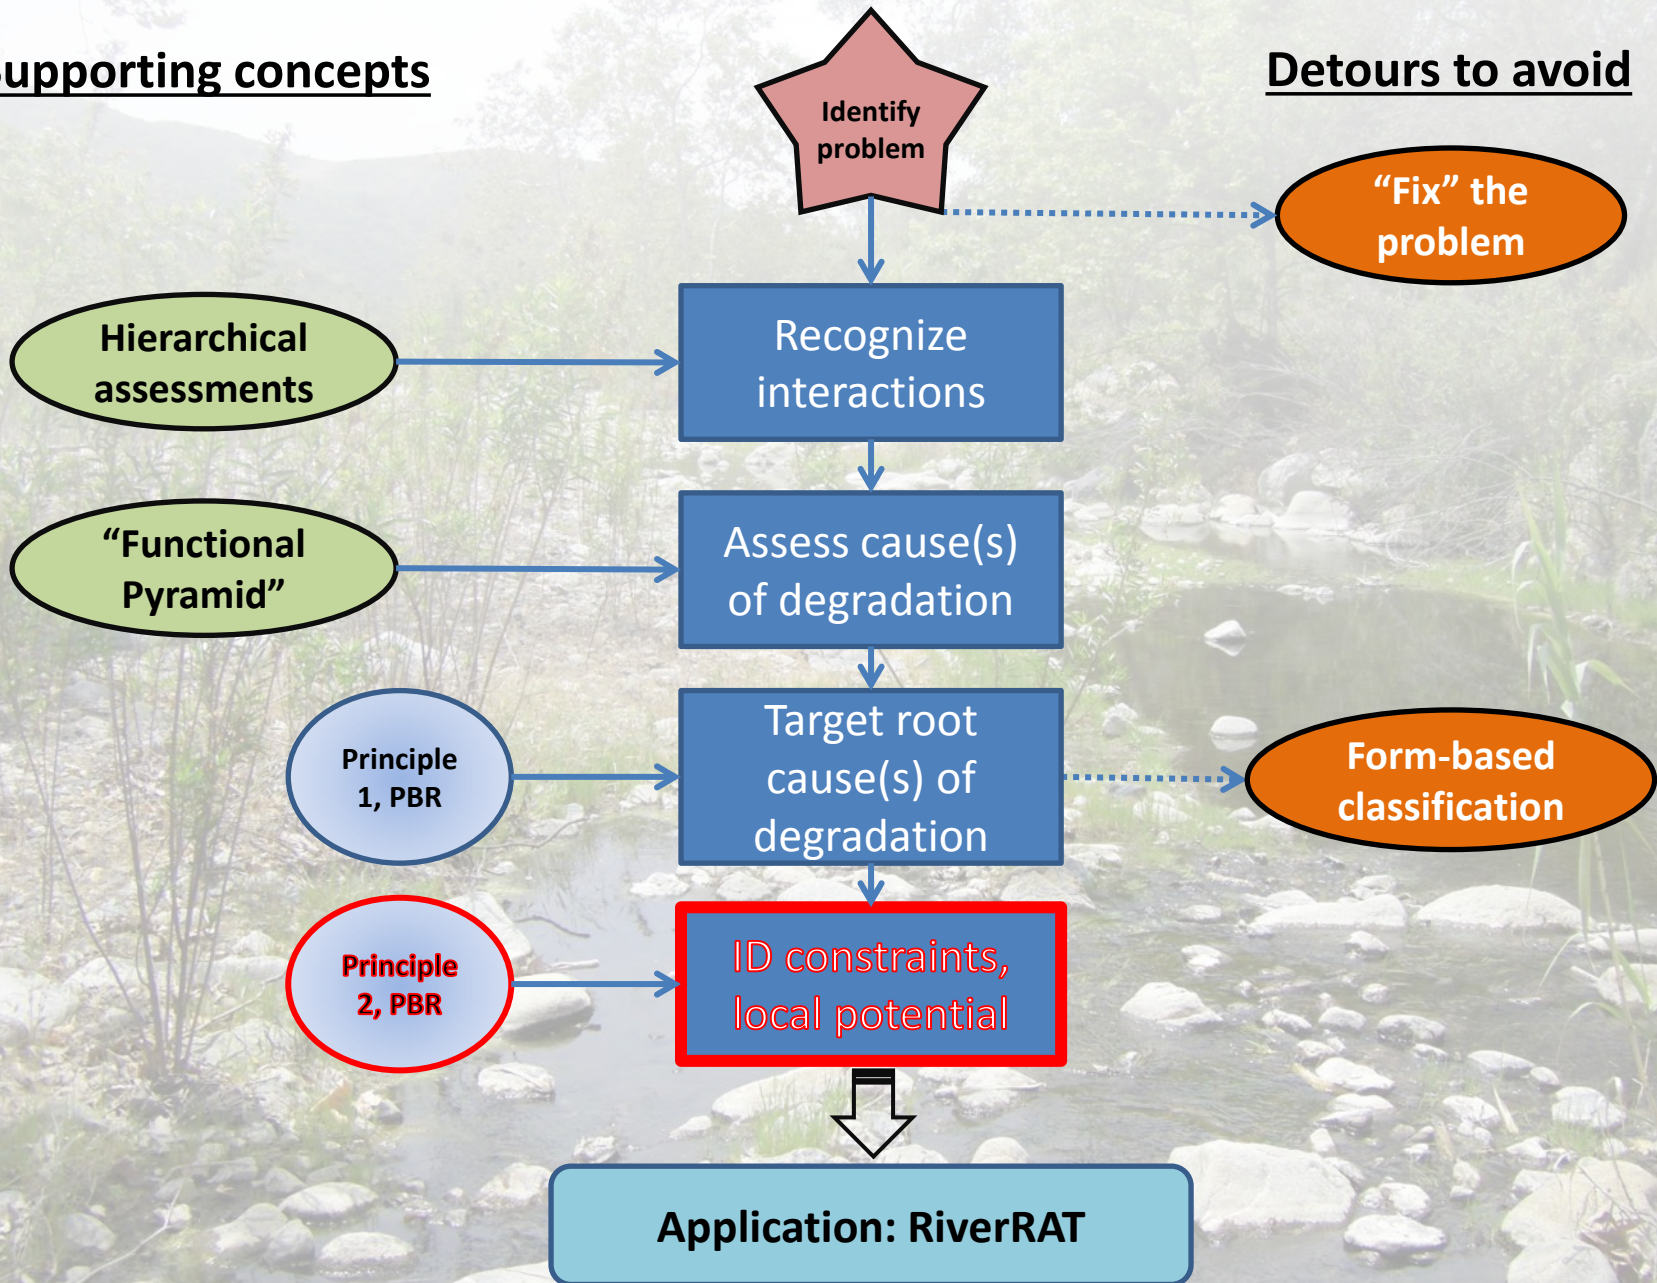 upporting concepts
Detours to avoid
Identify
problem
“Fix” the
problem
Hierarchical
assessments
Recognize
interactions
“Functional
Pyramid”
Assess cause(s)
of degradation
Principle
1, PBR
Target root
cause(s) of
degradation
Form-based
classification
Principle
2, PBR
ID constraints,
local potential
Application: RiverRAT